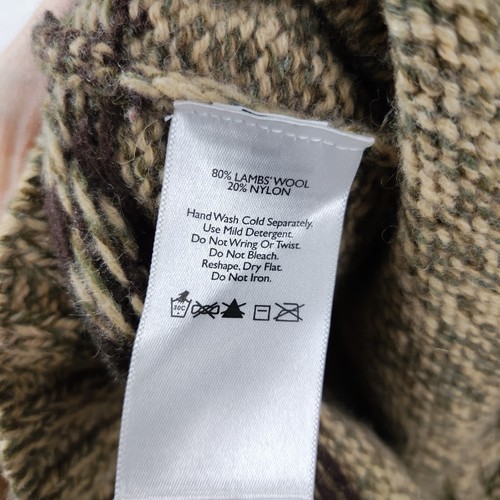 80% LAMBS' WOOL
20% NYLON
Hand Wash Cold Separately.
Use Mild Detergent.
Do Not Wring Or Twist.
Do Not Bleach.
Reshape, Dry Flat.
Do Not Iron.
30C